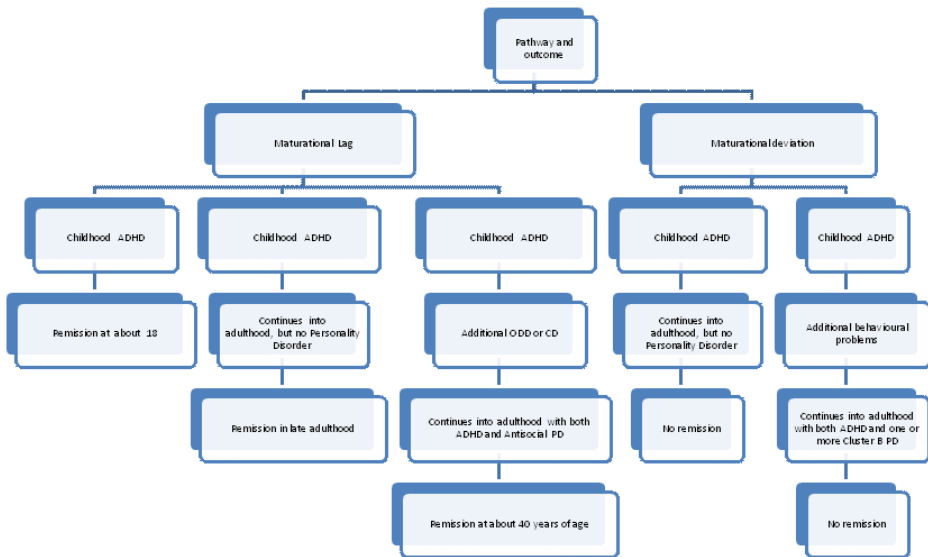 Pathway and
outcome
Maturational Lag
Maturational deviation
Childhood ADHD
Childhood ADHD
Childhood ADHD
Childhood ADHD
Childhood ADHD
Remission at about 18
Continues into
adulthood, but no Personality
Disorder
Additional ODD or CD
Continues into
adulthood, but no
Personality Disorder
Additional behavioural
problems
Remission in late adulthood
Continues into adulthood with both
ADHD and Antisocial PD
No remission
Continues into adulthood
with both ADHD and one or
more Cluster B PD
Remission at about 40 years of age
No remission